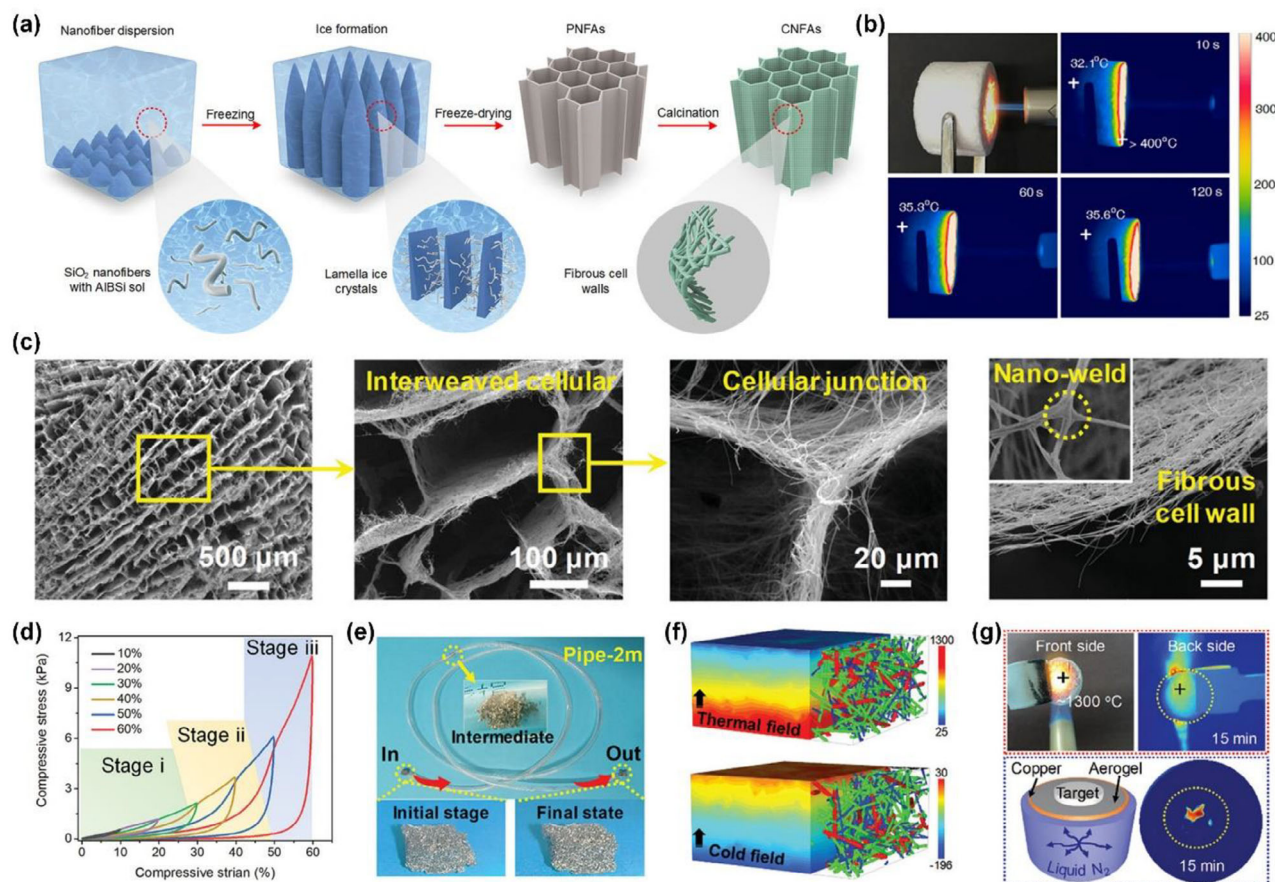 (a)
Nanofiber dispersion
Ice formation
PNFAs
CNFAs
Freezing
Freeze-drying
Calcination
SiO₂ nanofibers
with AlBSi sol
Lamella ice
crystals
Fibrous cell
walls
(b)
10 s
32.1°C
+
> 400°C
60 s
35.3°C
+
120 s
35.6°C
+
400
300
200
100
25
(c)
500 µm
Interweaved cellular
100 µm
Cellular junction
20 µm
Nano-weld
Fibrous
cell wall
5 µm
(d)
Compressive stress (kPa)
12
9
6
3
0
10%
20%
30%
40%
50%
60%
Stage i
Stage ii
Stage iii
0 10 20 30 40 50 60
Compressive strian (%)
(e)
Pipe-2m
Intermediate
In
Out
Initial stage
Final state
(f)
1300
25
Thermal field
30
-196
Cold field
(g)
Front side
+
~1300 °C
Back side
+
15 min
Copper
Aerogel
Target
Liquid N₂
15 min